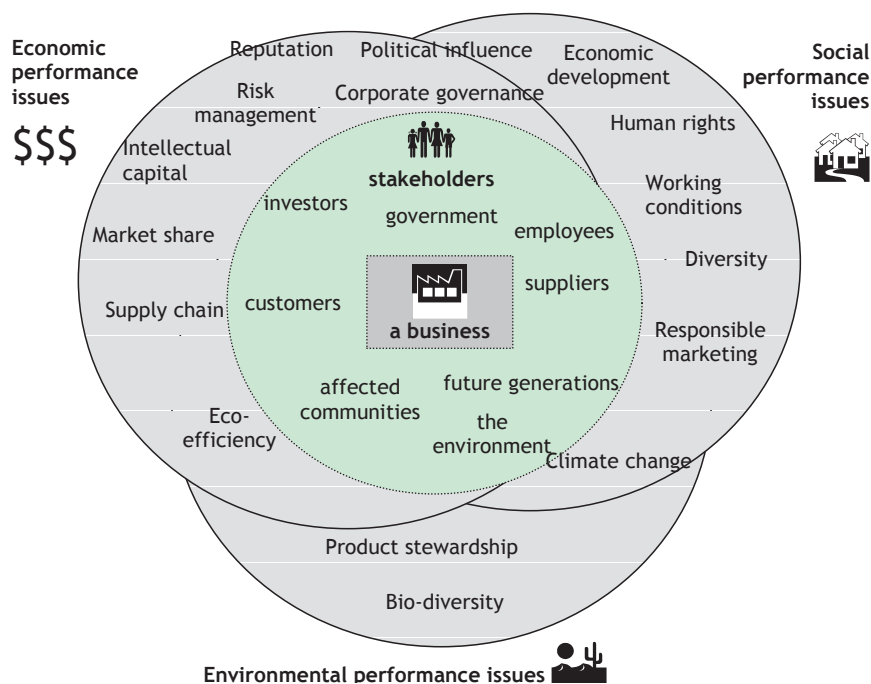 Economic
performance
issues
$$$
Social
performance
issues
Reputation
Political influence
Economic
development
Risk
management
Corporate governance
Human rights
Intellectual
capital
stakeholders
Working
conditions
investors
government
employees
Market share
Diversity
suppliers
Supply chain
customers
a business
Responsible
marketing
affected
communities
future generations
Eco-
efficiency
the
environment
Climate change
Product stewardship
Bio-diversity
Environmental performance issues